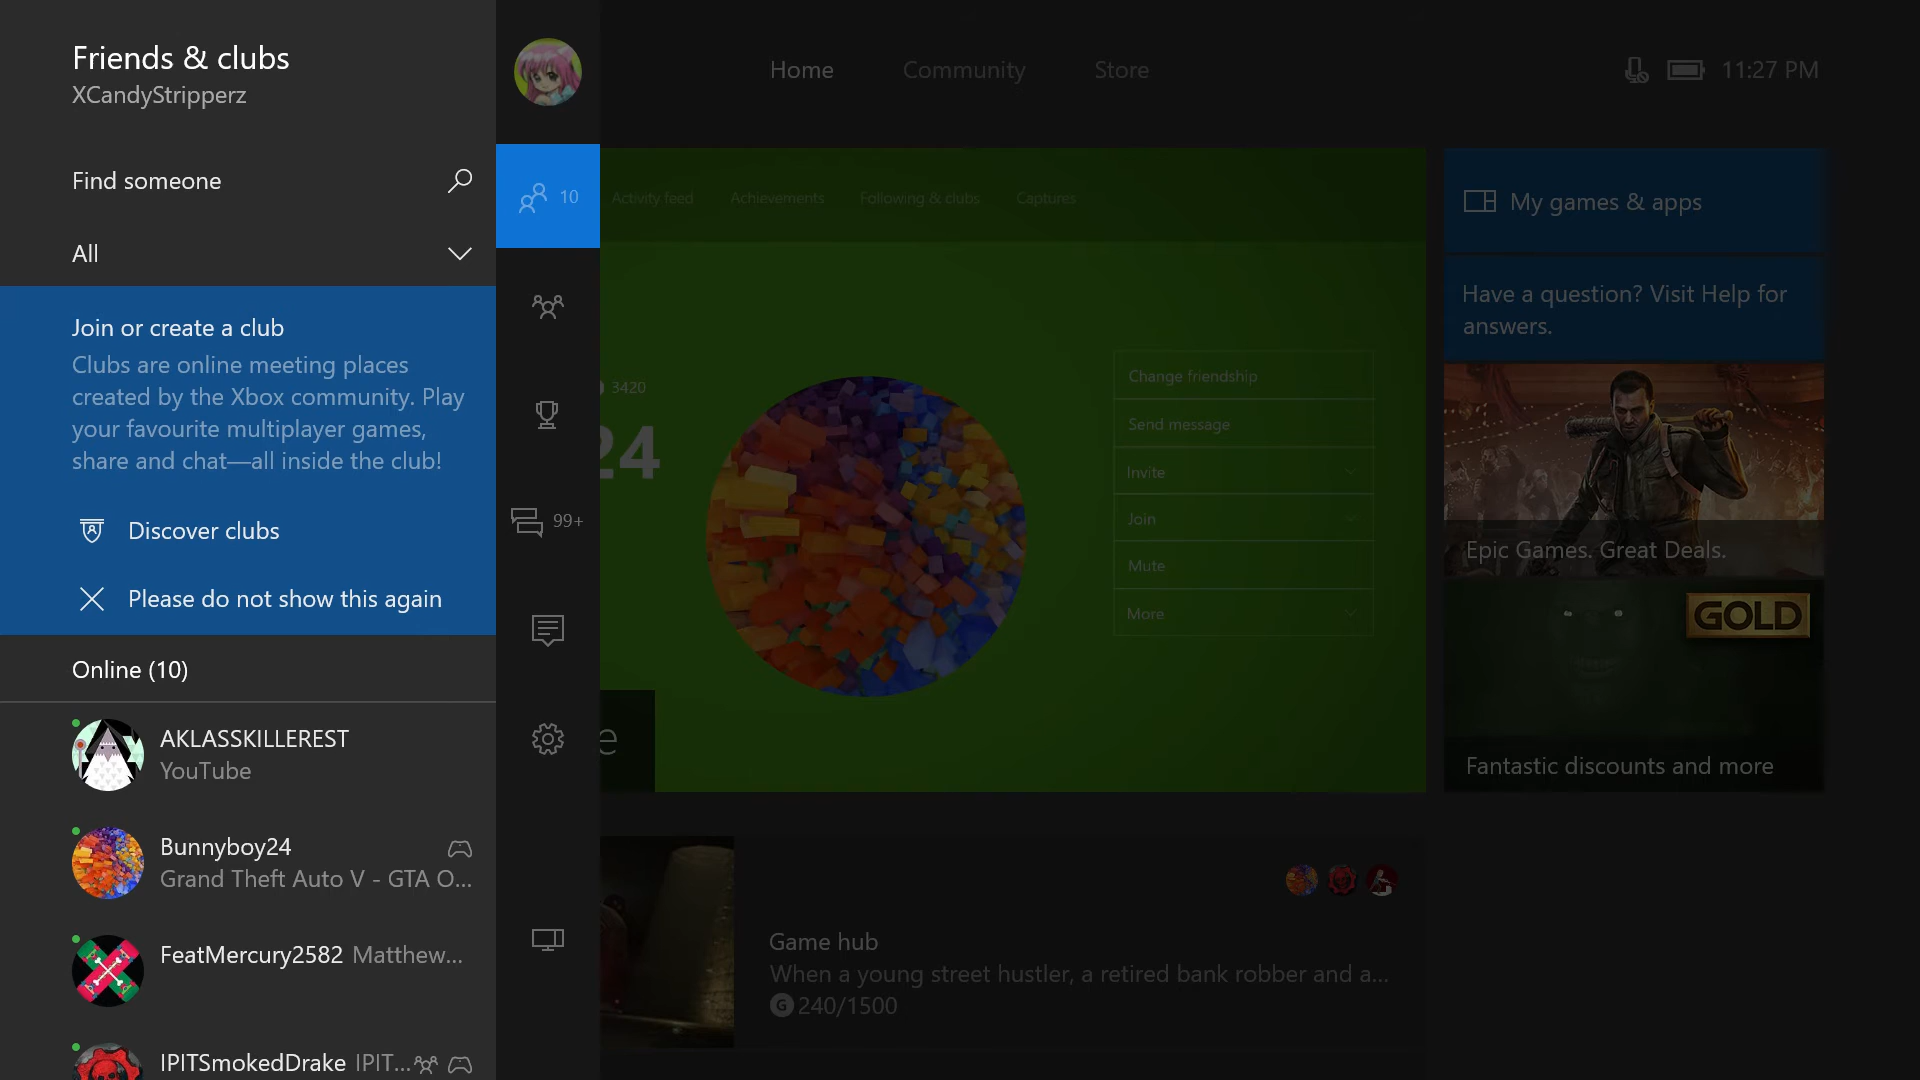 Friends & clubs
XCandyStripperz
Find someone
All
Join or create a club
Clubs are online meeting places
created by the Xbox community. Play
your favourite multiplayer games,
share and chat—all inside the club!
Discover clubs
Please do not show this again
Online (10)
AKLASSKILLEREST
YouTube
Bunnyboy24
Grand Theft Auto V - GTA O...
FeatMercury2582 Matthew...
IPITSmokedDrake IPIT...
10
99+
Home
Community
Store
11:27 PM
Activity feed
Achievements
Following & clubs
Captures
3420
24
Change friendship
Send message
Invite
Join
Mute
More
e
My games & apps
Have a question? Visit Help for
answers.
Epic Games. Great Deals.
GOLD
Fantastic discounts and more
Game hub
When a young street hustler, a retired bank robber and a...
G 240/1500